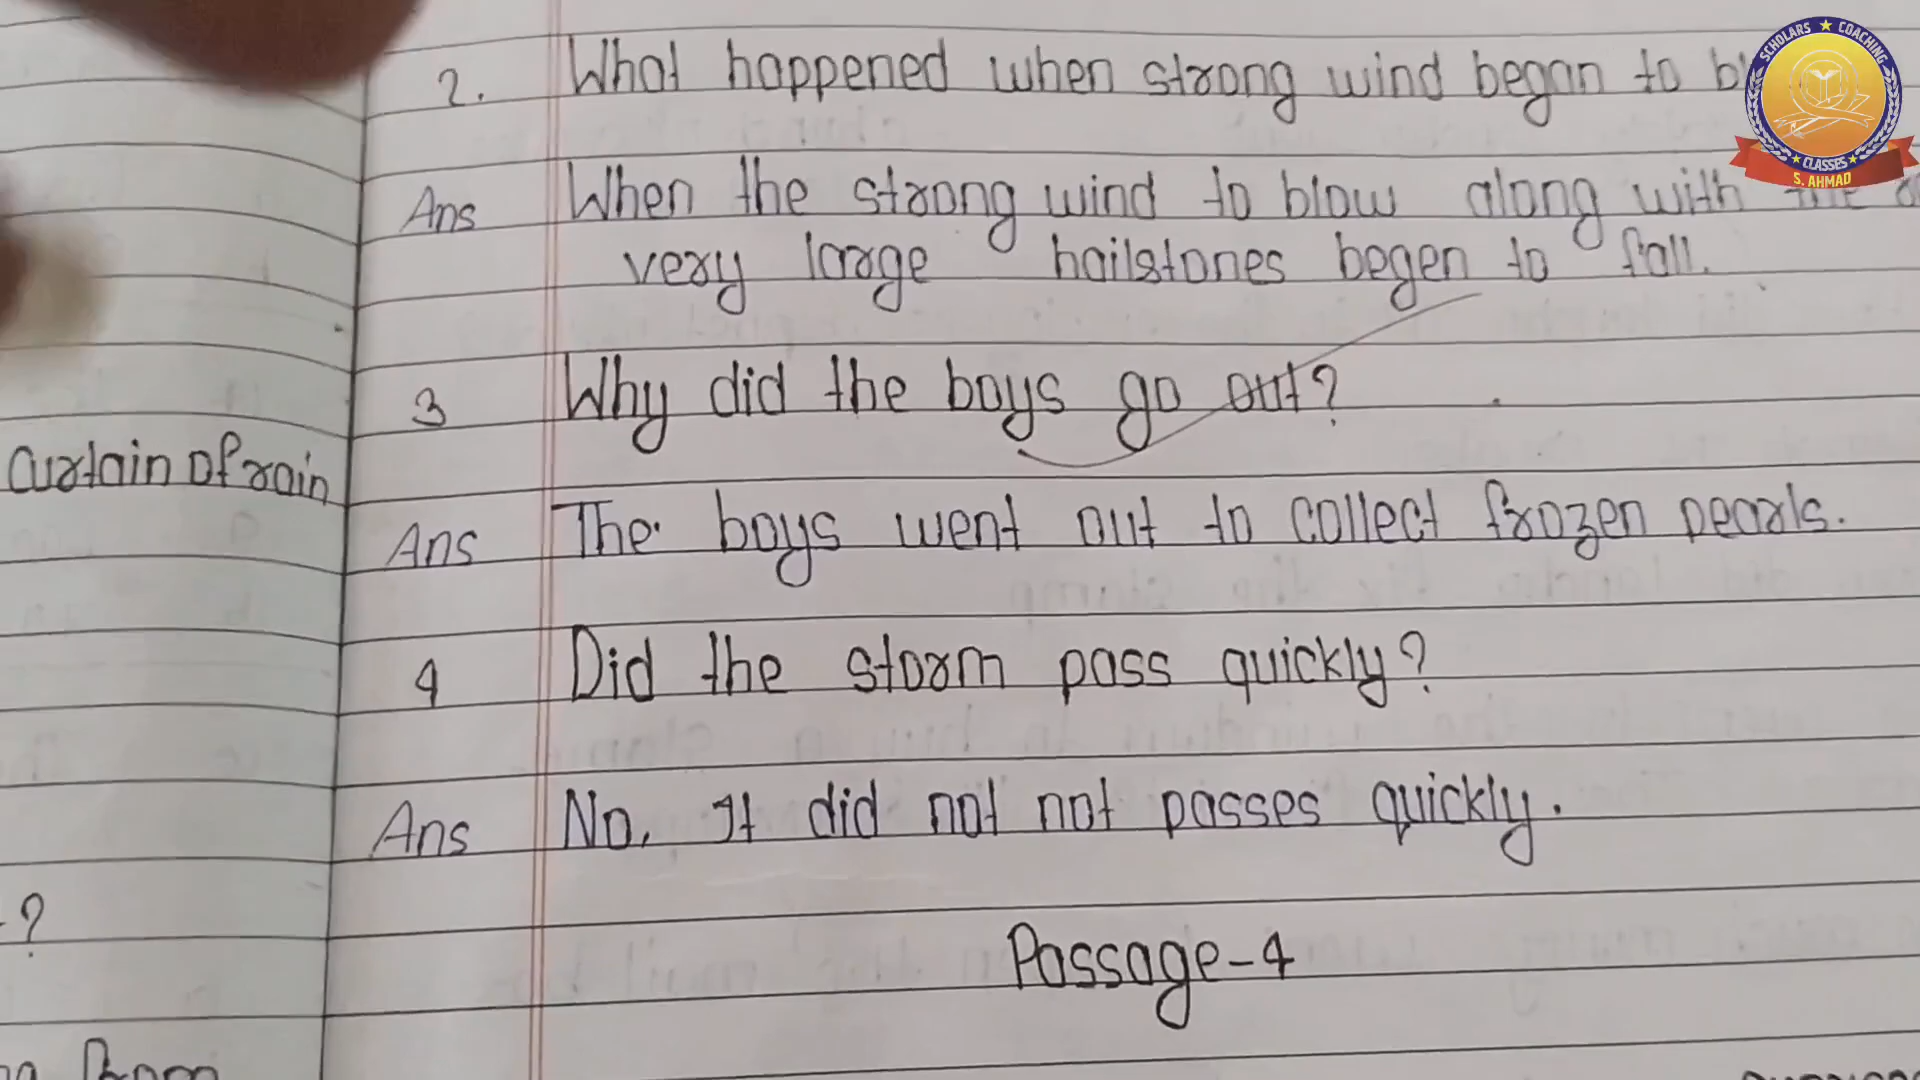 2. What happened when strong wind began to
Ans When the strong wind to blow along with the
very large hailstones begen to fall.
3 Why did the boys go out?
Curtain Of rain
Ans The boys went out to collect frozen pearls.
4 Did the storm pass quickly?
Ans No, It did not not passes quickly.
?
Passage-4
SCHOLARS ★ COACHING
★ CLASSES ★
S. AHMAD